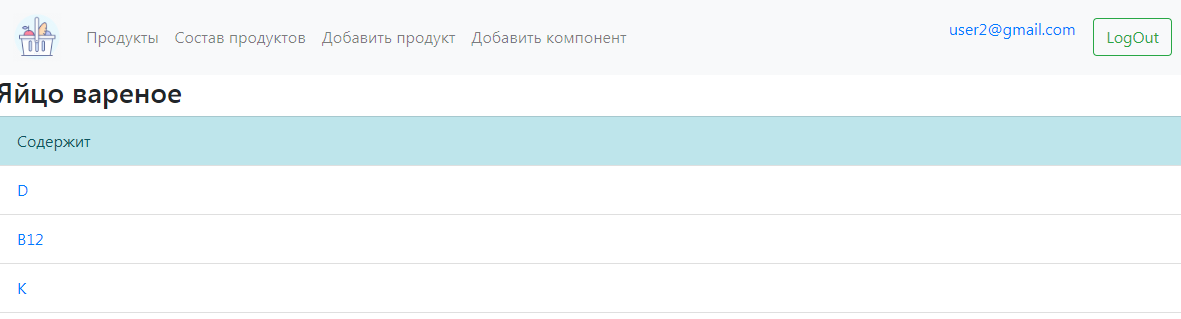 Продукты Состав продуктов Добавить продукт Добавить компонент user2@gmail.com LogOut
Яйцо вареное
Содержит
D
B12
K